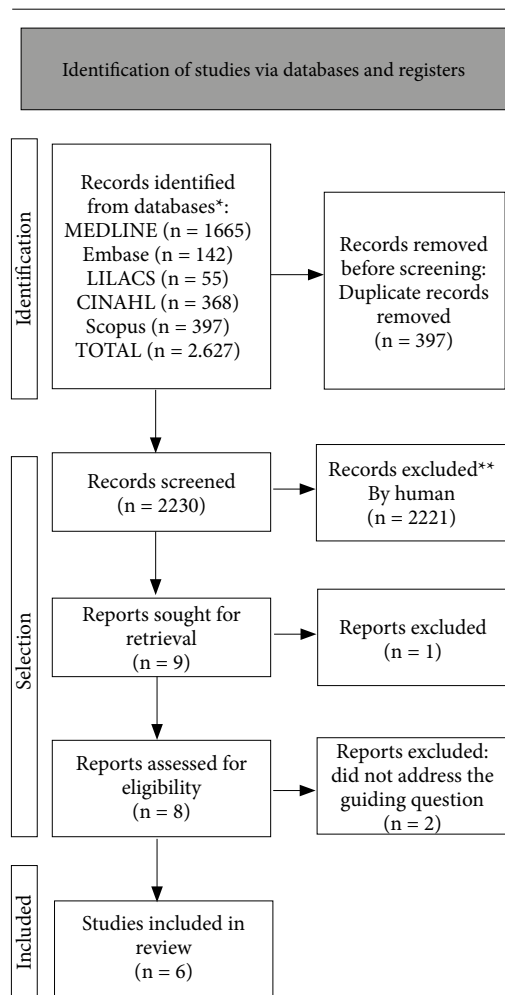 Identification of studies via databases and registers
Identification
Records identified
from databases*:
MEDLINE (n = 1665)
Embase (n = 142)
LILACS (n = 55)
CINAHL (n = 368)
Scopus (n = 397)
TOTAL (n = 2.627)
Records removed
before screening:
Duplicate records
removed
(n = 397)
Selection
Records screened
(n = 2230)
Records excluded**
By human
(n = 2221)
Reports sought for
retrieval
(n = 9)
Reports excluded
(n = 1)
Reports assessed for
eligibility
(n = 8)
Reports excluded:
did not address the
guiding question
(n = 2)
Included
Studies included in
review
(n = 6)